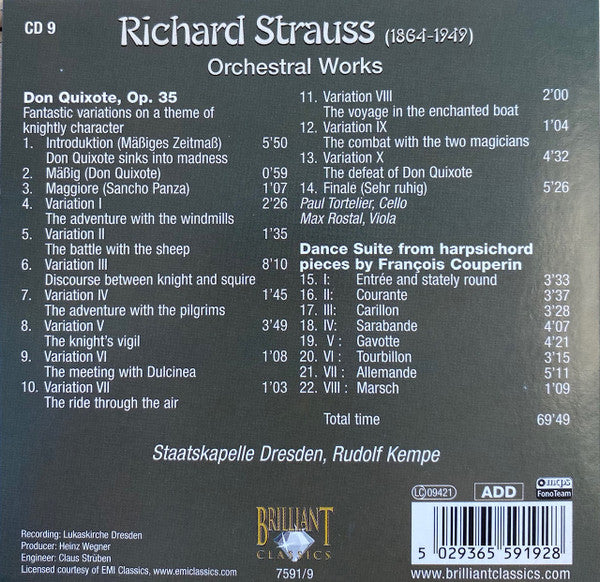 CD 9
Richard Strauss (1864-1949)
Orchestral Works
Don Quixote, Op. 35
Fantastic variations on a theme of
knightly character
1. Introduktion (Mäßiges Zeitmaß) 5'50
Don Quixote sinks into madness
2. Mäßig (Don Quixote) 0'59
3. Maggiore (Sancho Panza) 1'07
4. Variation I 2'26
The adventure with the windmills
5. Variation II 1'35
The battle with the sheep
6. Variation III 8'10
Discourse between knight and squire
7. Variation IV 1'45
The adventure with the pilgrims
8. Variation V 3'49
The knight's vigil
9. Variation VI 1'08
The meeting with Dulcinea
10. Variation VII 1'03
The ride through the air
11. Variation VIII 2'00
The voyage in the enchanted boat
12. Variation IX 1'04
The combat with the two magicians
13. Variation X 4'32
The defeat of Don Quixote
14. Finale (Sehr ruhig) 5'26
Paul Tortelier, Cello
Max Rostal, Viola
Dance Suite from harpsichord
pieces by François Couperin
15. I: Entrée and stately round 3'33
16. II: Courante 3'37
17. III: Carillon 3'28
18. IV: Sarabande 4'07
19. V : Gavotte 4'21
20. VI : Tourbillon 3'15
21. VII : Allemande 5'11
22. VIII : Marsch 1'09
Total time 69'49
Staatskapelle Dresden, Rudolf Kempe
Recording: Lukaskirche Dresden
Producer: Heinz Wegner
Engineer: Claus Strüben
Licensed courtesy of EMI Classics, www.emiclassics.com
BRILLIANT
CLASSICS
7591/9
LC 09421
ADD
mcps
FonoTeam
5 029365 591928
www.brilliantclassics.com